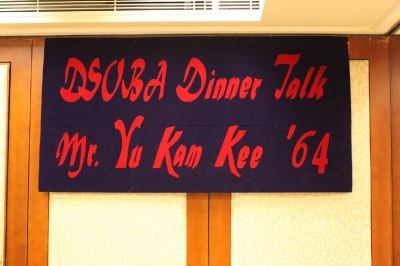 DSOBA Dinner Talk
Mr. Yu Kam Kee '64